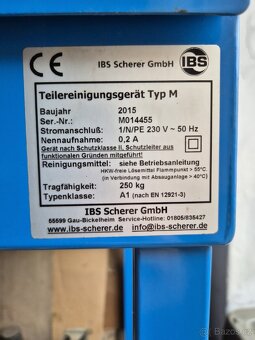 CE IBS Scherer GmbH IBS
Teilereinigungsgerät Typ M
Baujahr 2015
Ser.-Nr.: M014455
Stromanschluß: 1/N/PE 230 V ~ 50 Hz
Nennaufnahme: 0,2 A
Gerät nach Schutzklasse II, Schutzleiter aus
funktionalen Gründen mitgeführt.
Reinigungsmittel: siehe Betriebsanleitung
HKW-freie Lösemittel Flammpunkt > 55°C.
(in Verbindung mit Absauganlage > 40°C)
Tragfähigkeit: 250 kg
Typenklasse: A1 (nach EN 12921-3)
IBS Scherer GmbH
55599 Gau-Bickelheim Service-Hotline: 01805/835427
www.ibs-scherer.de info@ibs-scherer.de